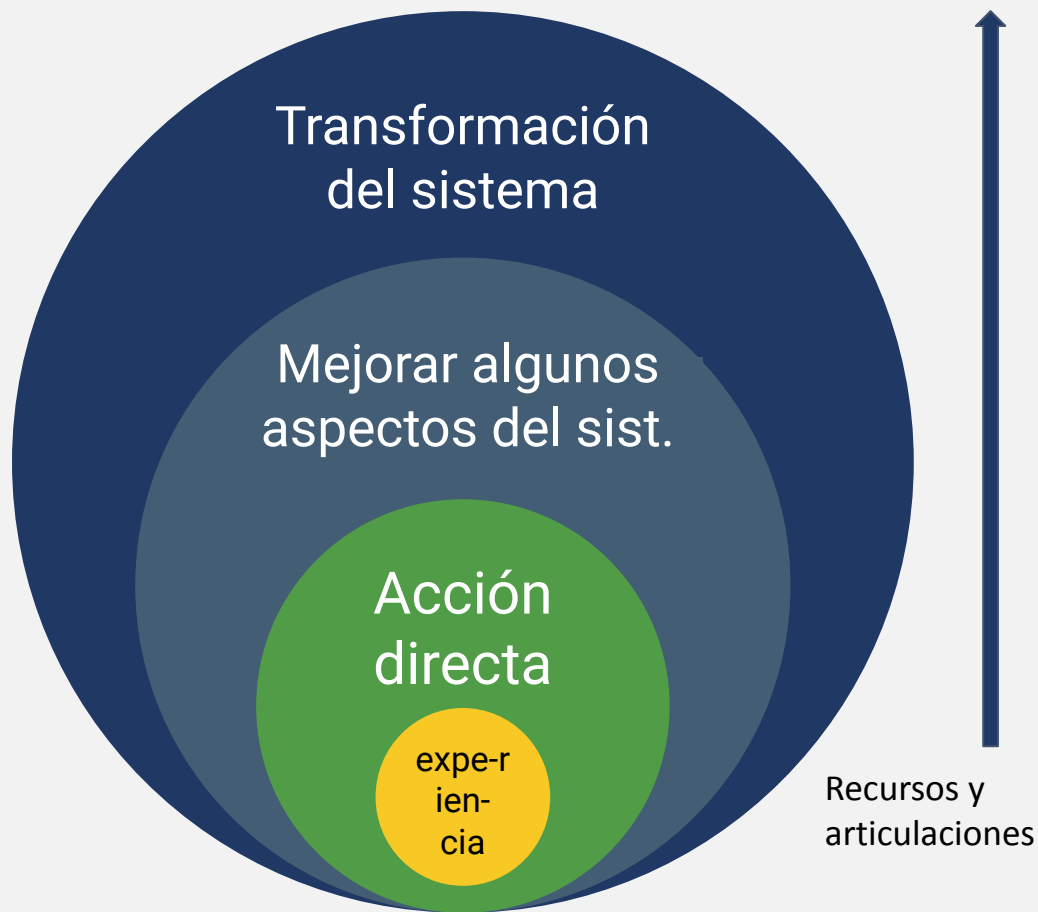 Transformación
del sistema
Mejorar algunos
aspectos del sist.
Acción
directa
expe-r
ien-
cia
Recursos y
articulaciones